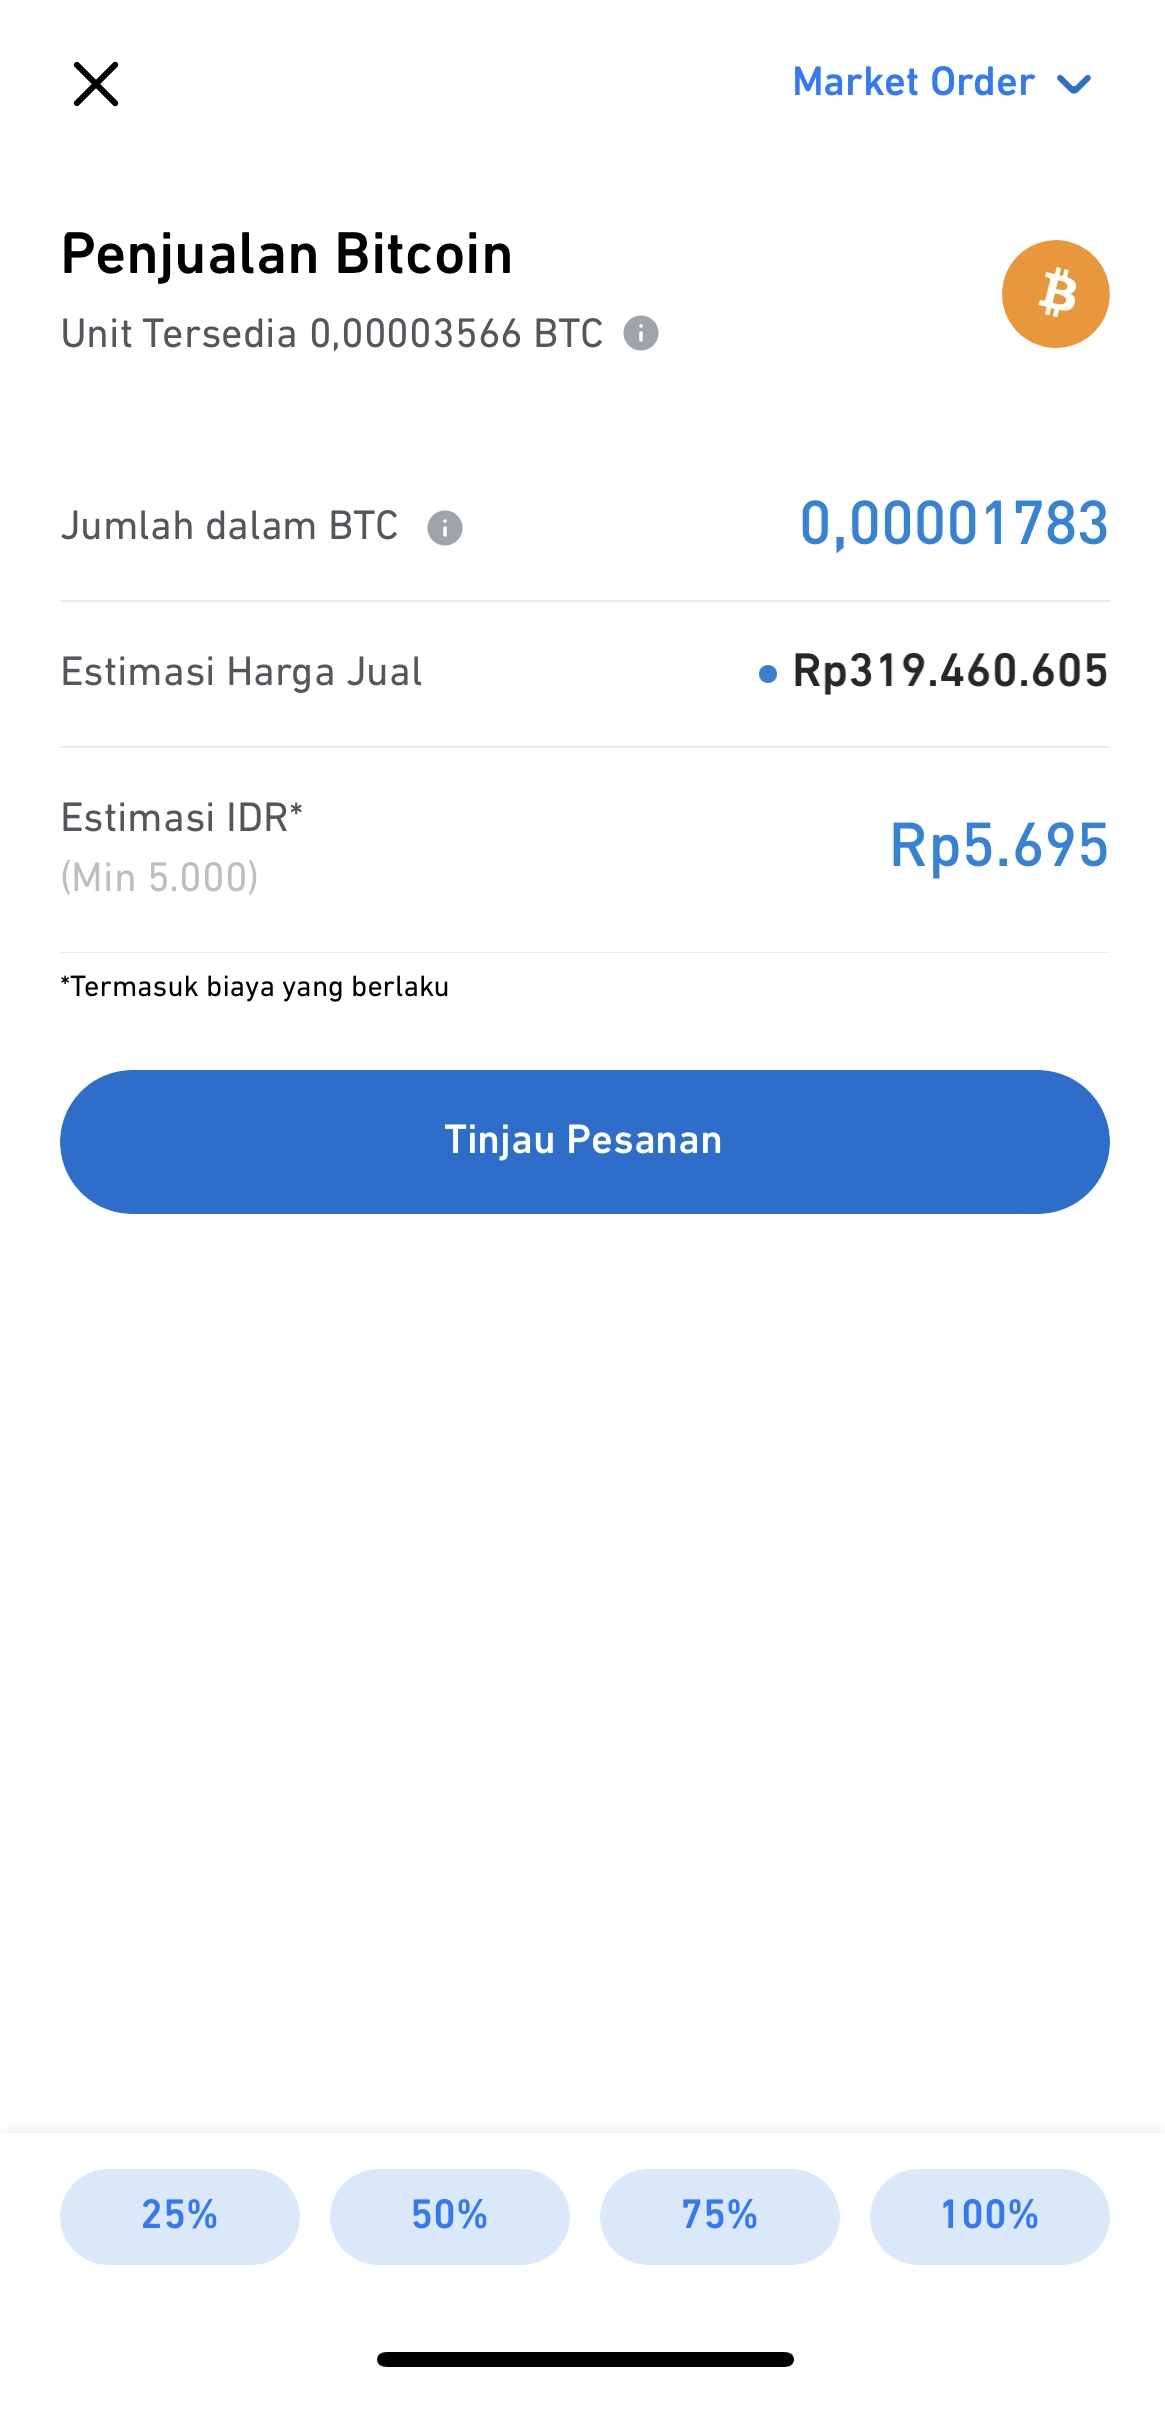 Market Order
Penjualan Bitcoin
Unit Tersedia 0,00003566 BTC
Jumlah dalam BTC 0,00001783
Estimasi Harga Jual Rp319.460.605
Estimasi IDR*
(Min 5.000)
Rp5.695
*Termasuk biaya yang berlaku
Tinjau Pesanan
25% 50% 75% 100%